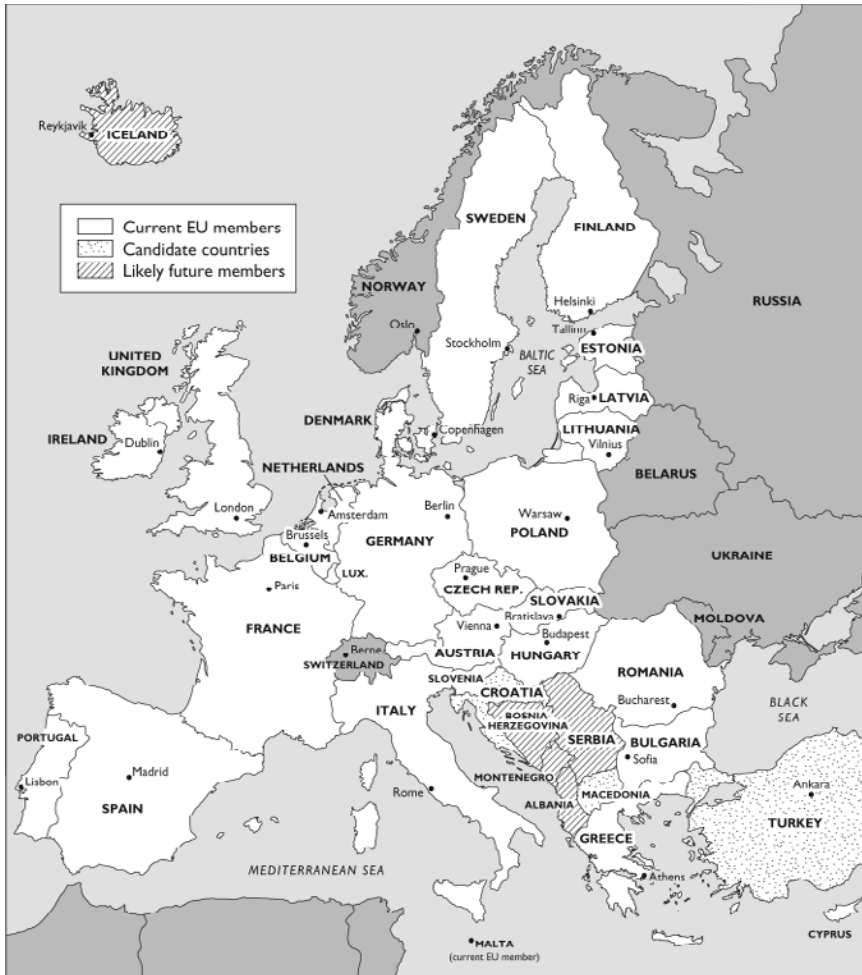 Reykjavik
ICELAND
Current EU members
Candidate countries
Likely future members
SWEDEN
FINLAND
NORWAY
RUSSIA
Helsinki
Oslo
Tallinn
Stockholm
ESTONIA
BALTIC
SEA
UNITED
KINGDOM
Riga
LATVIA
DENMARK
Copenhagen
LITHUANIA
IRELAND
Dublin
Vilnius
NETHERLANDS
BELARUS
London
Amsterdam
Berlin
Warsaw
POLAND
Brussels
GERMANY
BELGIUM
UKRAINE
LUX.
Prague
Paris
CZECH REP.
SLOVAKIA
Bratislava
MOLDOVA
FRANCE
Vienna
Budapest
Berne
AUSTRIA
HUNGARY
SWITZERLAND
SLOVENIA
ROMANIA
CROATIA
ITALY
Bucharest
BLACK
SEA
BOSNIA
HERZEGOVINA
PORTUGAL
SERBIA
BULGARIA
Sofia
Madrid
Lisbon
MONTENEGRO
Rome
MACEDONIA
Ankara
SPAIN
ALBANIA
TURKEY
GREECE
MEDITERRANEAN SEA
Athens
CYPRUS
MALTA
(current EU member)